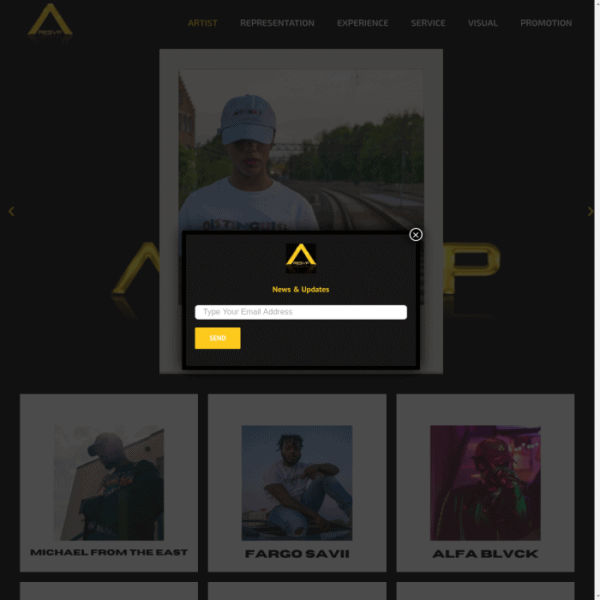 ARTIST REPRESENTATION EXPERIENCE SERVICE VISUAL PROMOTION
×
News & Updates
Type Your Email Address
SEND
MICHAEL FROM THE EAST
FARGO SAVII
ALFA BLVCK